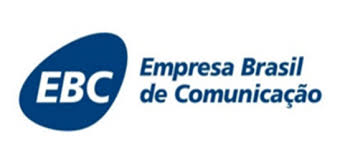 EBC
Empresa Brasil
de Comunicação